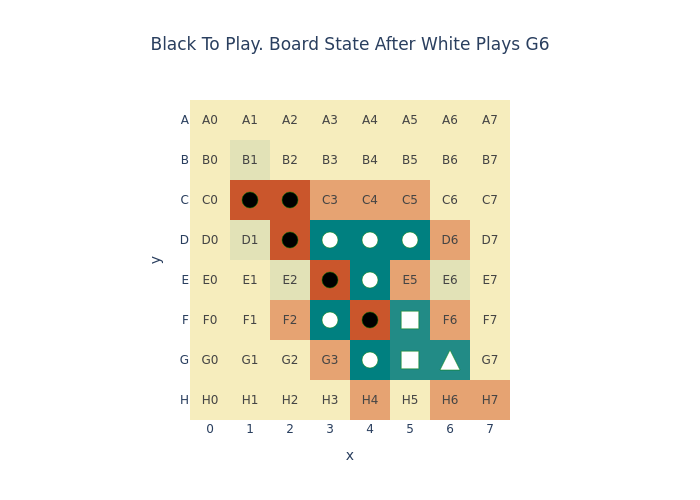 Black To Play. Board State After White Plays G6
A A0 A1 A2 A3 A4 A5 A6 A7
B B0 B1 B2 B3 B4 B5 B6 B7
C C0 C3 C4 C5 C6 C7
D D0 D1 D6 D7
y
E E0 E1 E2 E5 E6 E7
F F0 F1 F2 F6 F7
G G0 G1 G2 G3 G7
H H0 H1 H2 H3 H4 H5 H6 H7
0 1 2 3 4 5 6 7
x